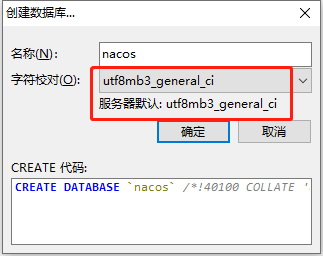 创建数据库...
名称(N):
nacos
字符校对(O):
utf8mb3_general_ci
服务器默认: utf8mb3_general_ci
确定
取消
CREATE 代码:
CREATE DATABASE `nacos` /*!40100 COLLATE '